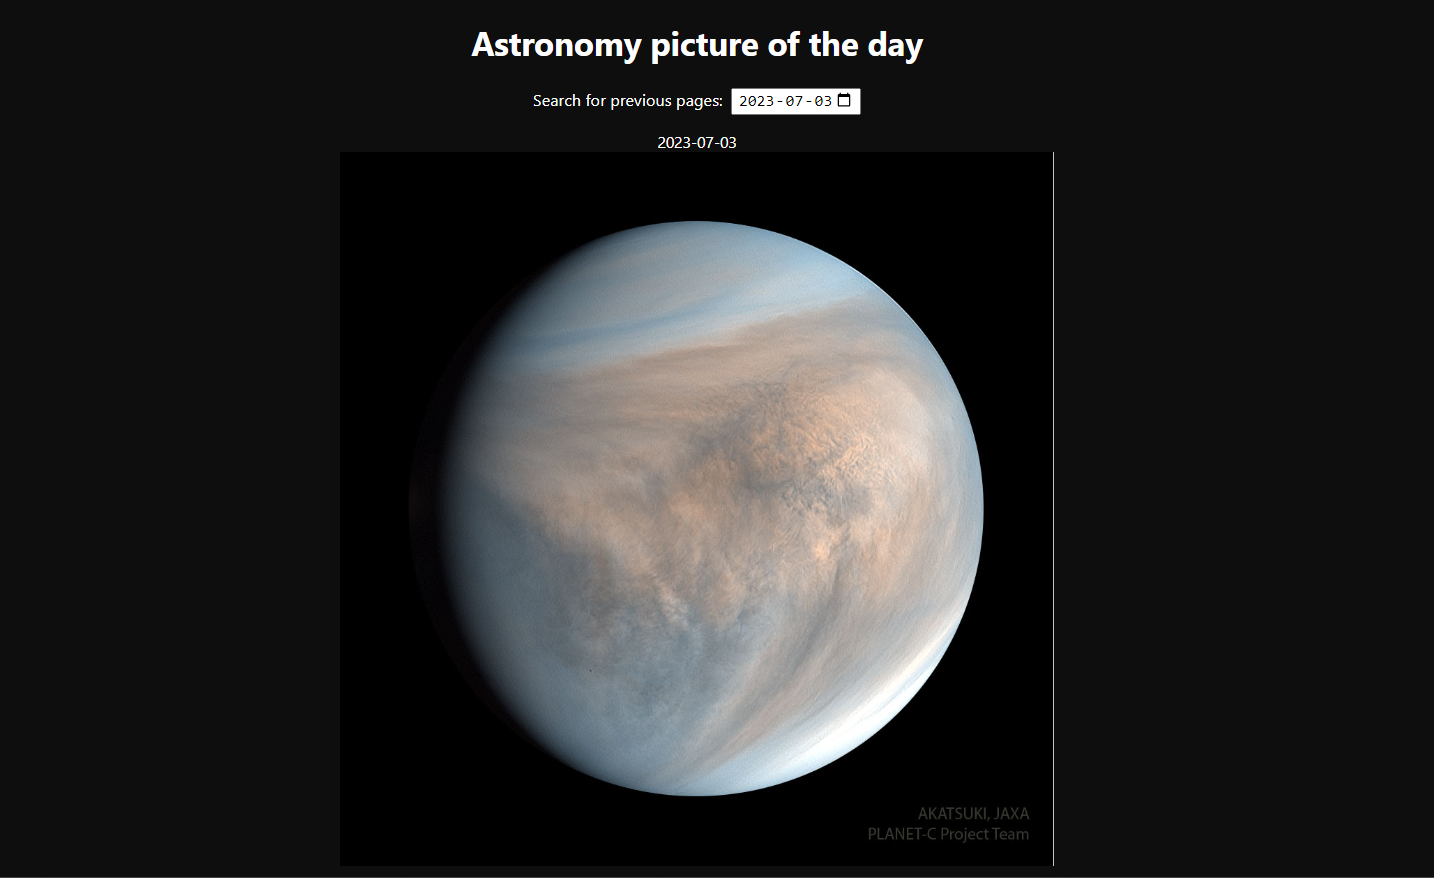 Astronomy picture of the day
Search for previous pages: 2023-07-03
2023-07-03
AKATSUKI, JAXA
PLANET-C Project Team